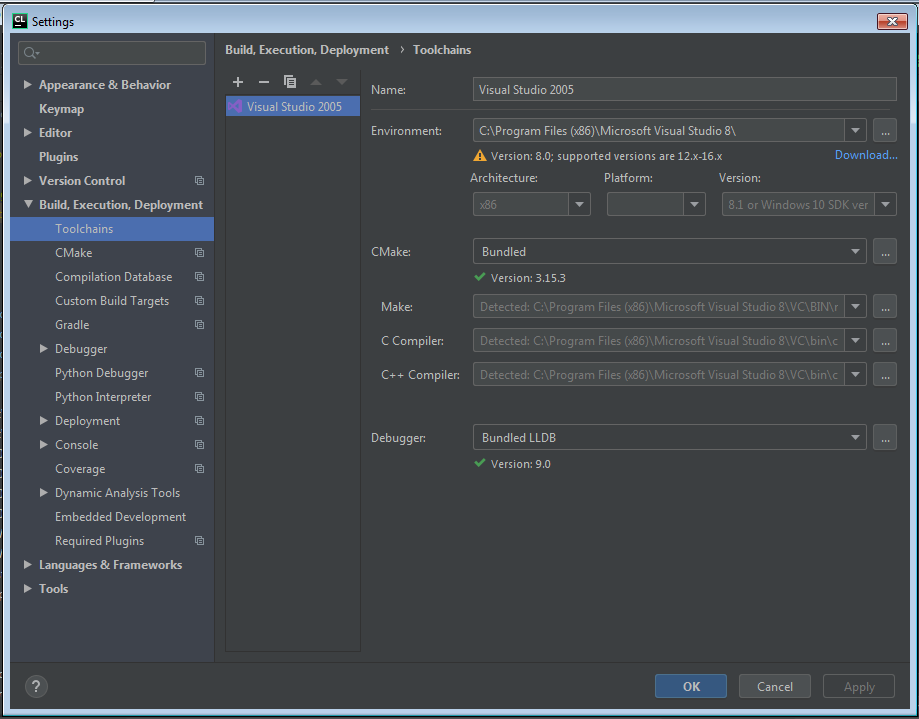 CL Settings
Build, Execution, Deployment › Toolchains
Appearance & Behavior
Keymap
Editor
Plugins
Version Control
Build, Execution, Deployment
Toolchains
CMake
Compilation Database
Custom Build Targets
Gradle
Debugger
Python Debugger
Python Interpreter
Deployment
Console
Coverage
Dynamic Analysis Tools
Embedded Development
Required Plugins
Languages & Frameworks
Tools
Visual Studio 2005
Name: Visual Studio 2005
Environment: C:\Program Files (x86)\Microsoft Visual Studio 8\ ...
Version: 8.0; supported versions are 12.x-16.x Download...
Architecture: Platform: Version:
x86 8.1 or Windows 10 SDK ver
CMake: Bundled ...
Version: 3.15.3
Make: Detected: C:\Program Files (x86)\Microsoft Visual Studio 8\VC\BIN\ ...
C Compiler: Detected: C:\Program Files (x86)\Microsoft Visual Studio 8\VC\bin\c ...
C++ Compiler: Detected: C:\Program Files (x86)\Microsoft Visual Studio 8\VC\bin\c ...
Debugger: Bundled LLDB ...
Version: 9.0
? OK Cancel Apply